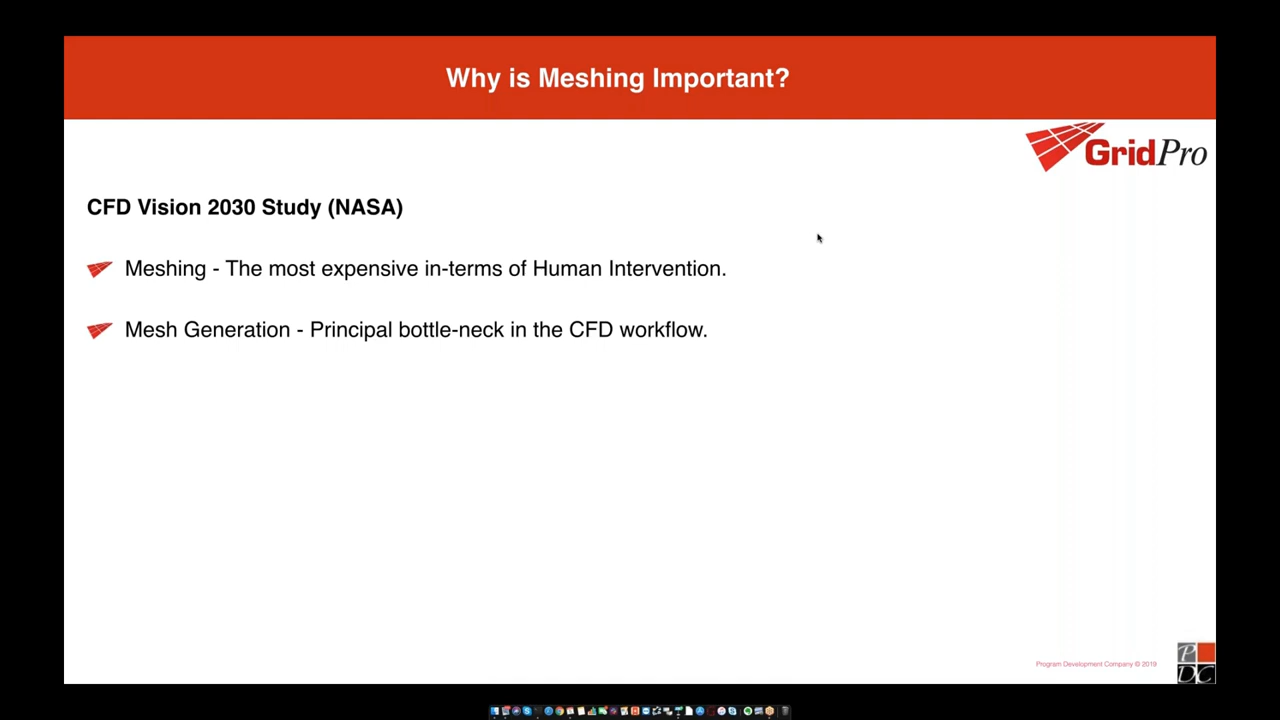 Why is Meshing Important?
GridPro
CFD Vision 2030 Study (NASA)
Meshing - The most expensive in-terms of Human Intervention.
Mesh Generation - Principal bottle-neck in the CFD workflow.
Program Development Company © 2019
PDC